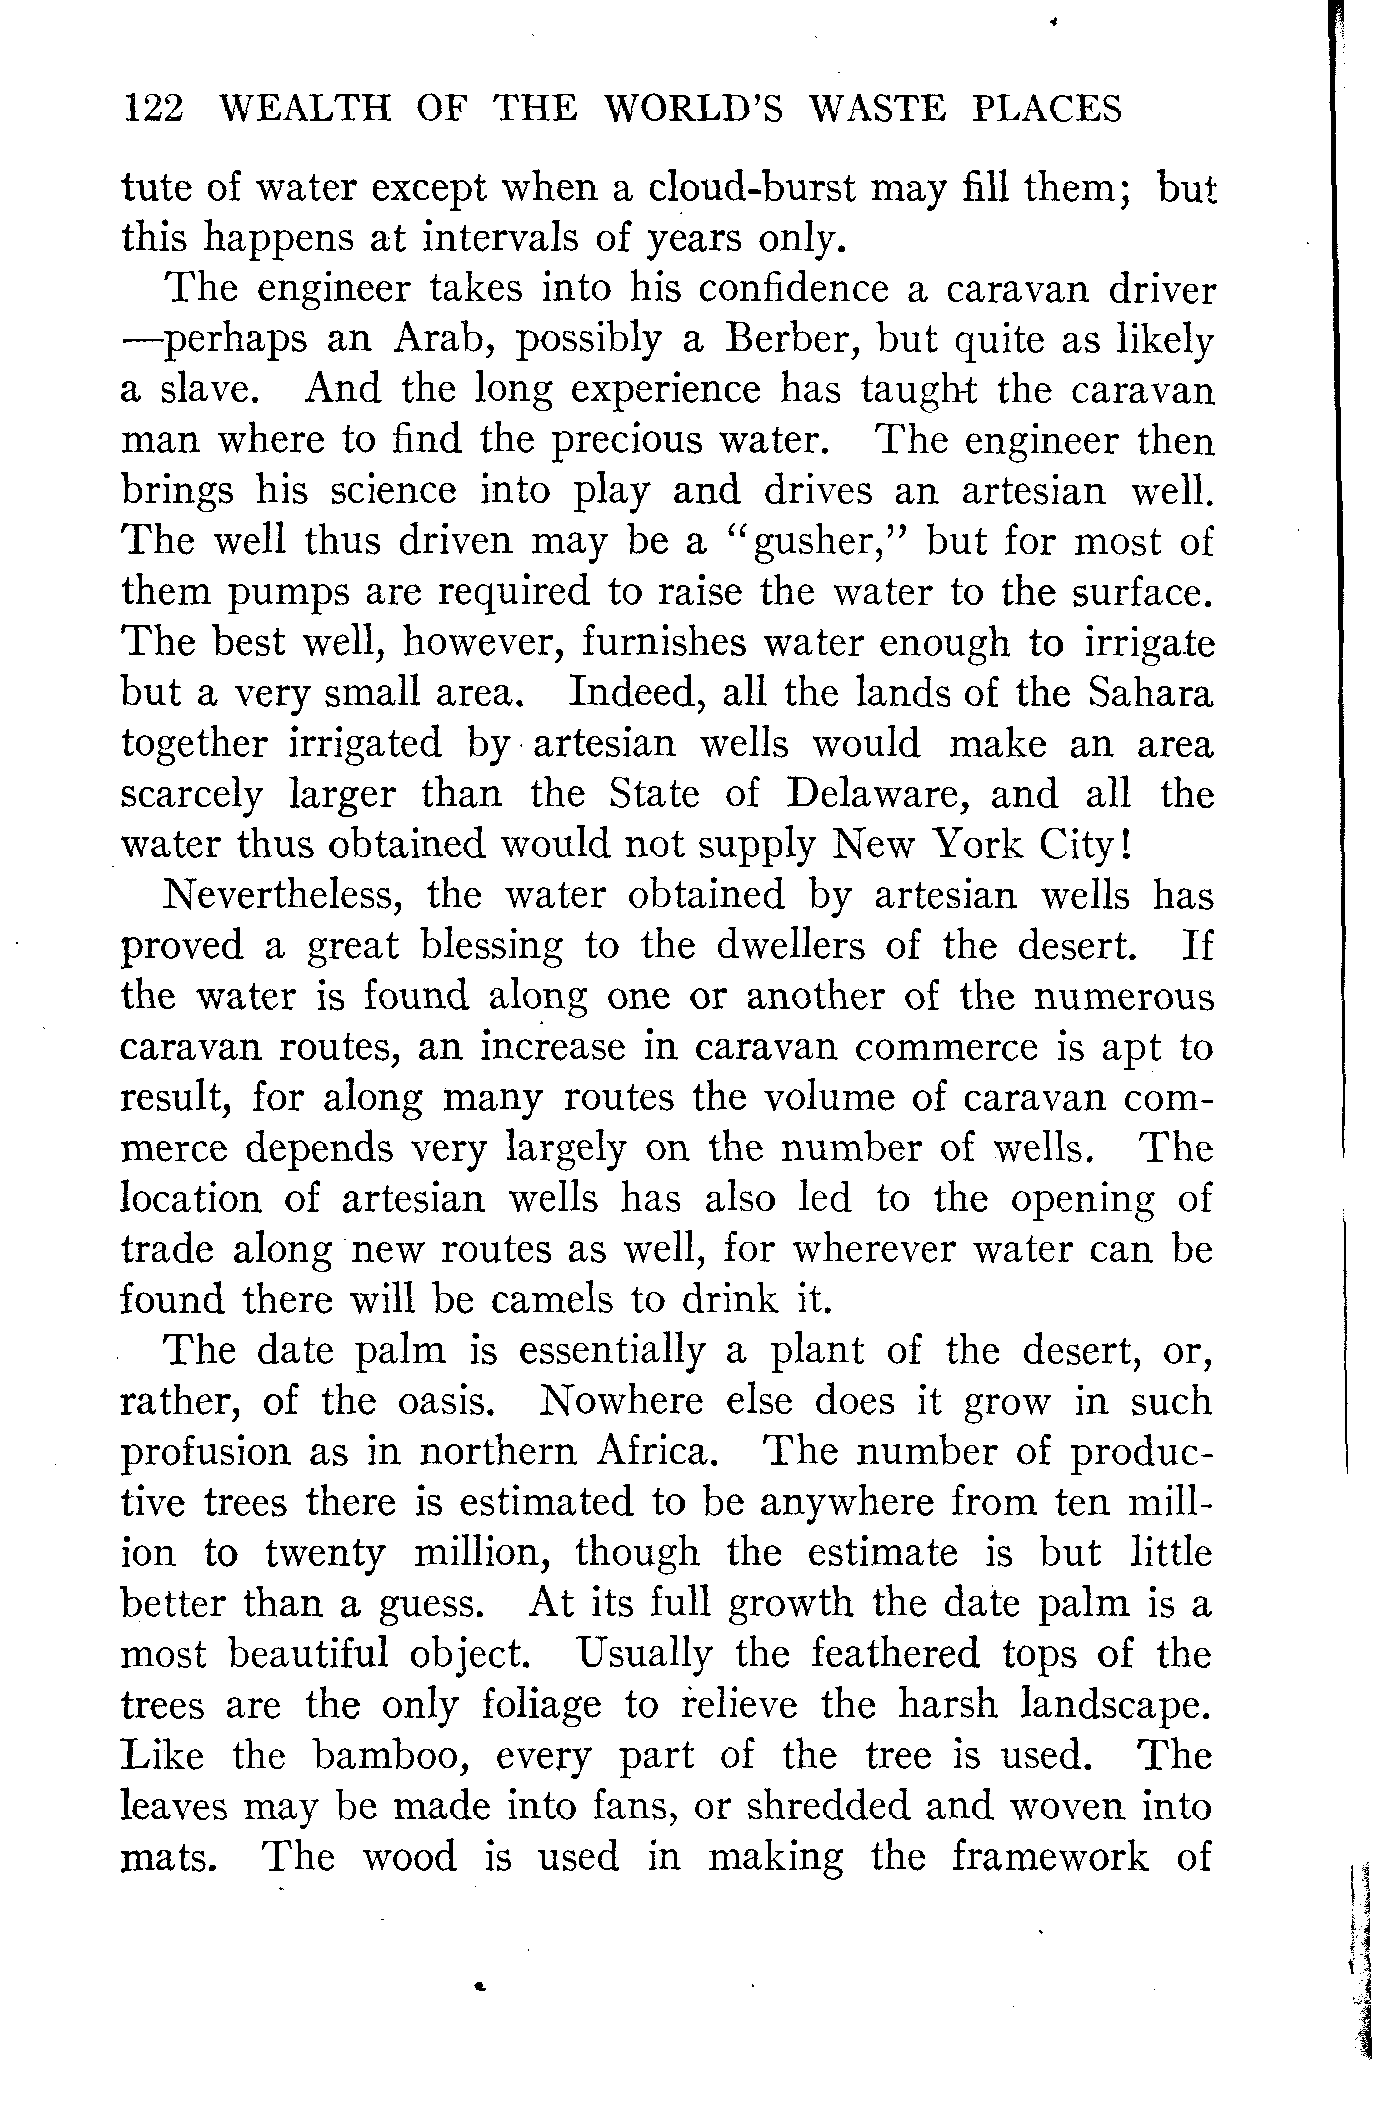 122 WEALTH OF THE WORLD'S WASTE PLACES
tute of water except when a cloud-burst may fill them; but
this happens at intervals of years only.
The engineer takes into his confidence a caravan driver
—perhaps an Arab, possibly a Berber, but quite as likely
a slave. And the long experience has taught the caravan
man where to find the precious water. The engineer then
brings his science into play and drives an artesian well.
The well thus driven may be a "gusher," but for most of
them pumps are required to raise the water to the surface.
The best well, however, furnishes water enough to irrigate
but a very small area. Indeed, all the lands of the Sahara
together irrigated by artesian wells would make an area
scarcely larger than the State of Delaware, and all the
water thus obtained would not supply New York City!
Nevertheless, the water obtained by artesian wells has
proved a great blessing to the dwellers of the desert. If
the water is found along one or another of the numerous
caravan routes, an increase in caravan commerce is apt to
result, for along many routes the volume of caravan com-
merce depends very largely on the number of wells. The
location of artesian wells has also led to the opening of
trade along new routes as well, for wherever water can be
found there will be camels to drink it.
The date palm is essentially a plant of the desert, or,
rather, of the oasis. Nowhere else does it grow in such
profusion as in northern Africa. The number of produc-
tive trees there is estimated to be anywhere from ten mill-
ion to twenty million, though the estimate is but little
better than a guess. At its full growth the date palm is a
most beautiful object. Usually the feathered tops of the
trees are the only foliage to relieve the harsh landscape.
Like the bamboo, every part of the tree is used. The
leaves may be made into fans, or shredded and woven into
mats. The wood is used in making the framework of